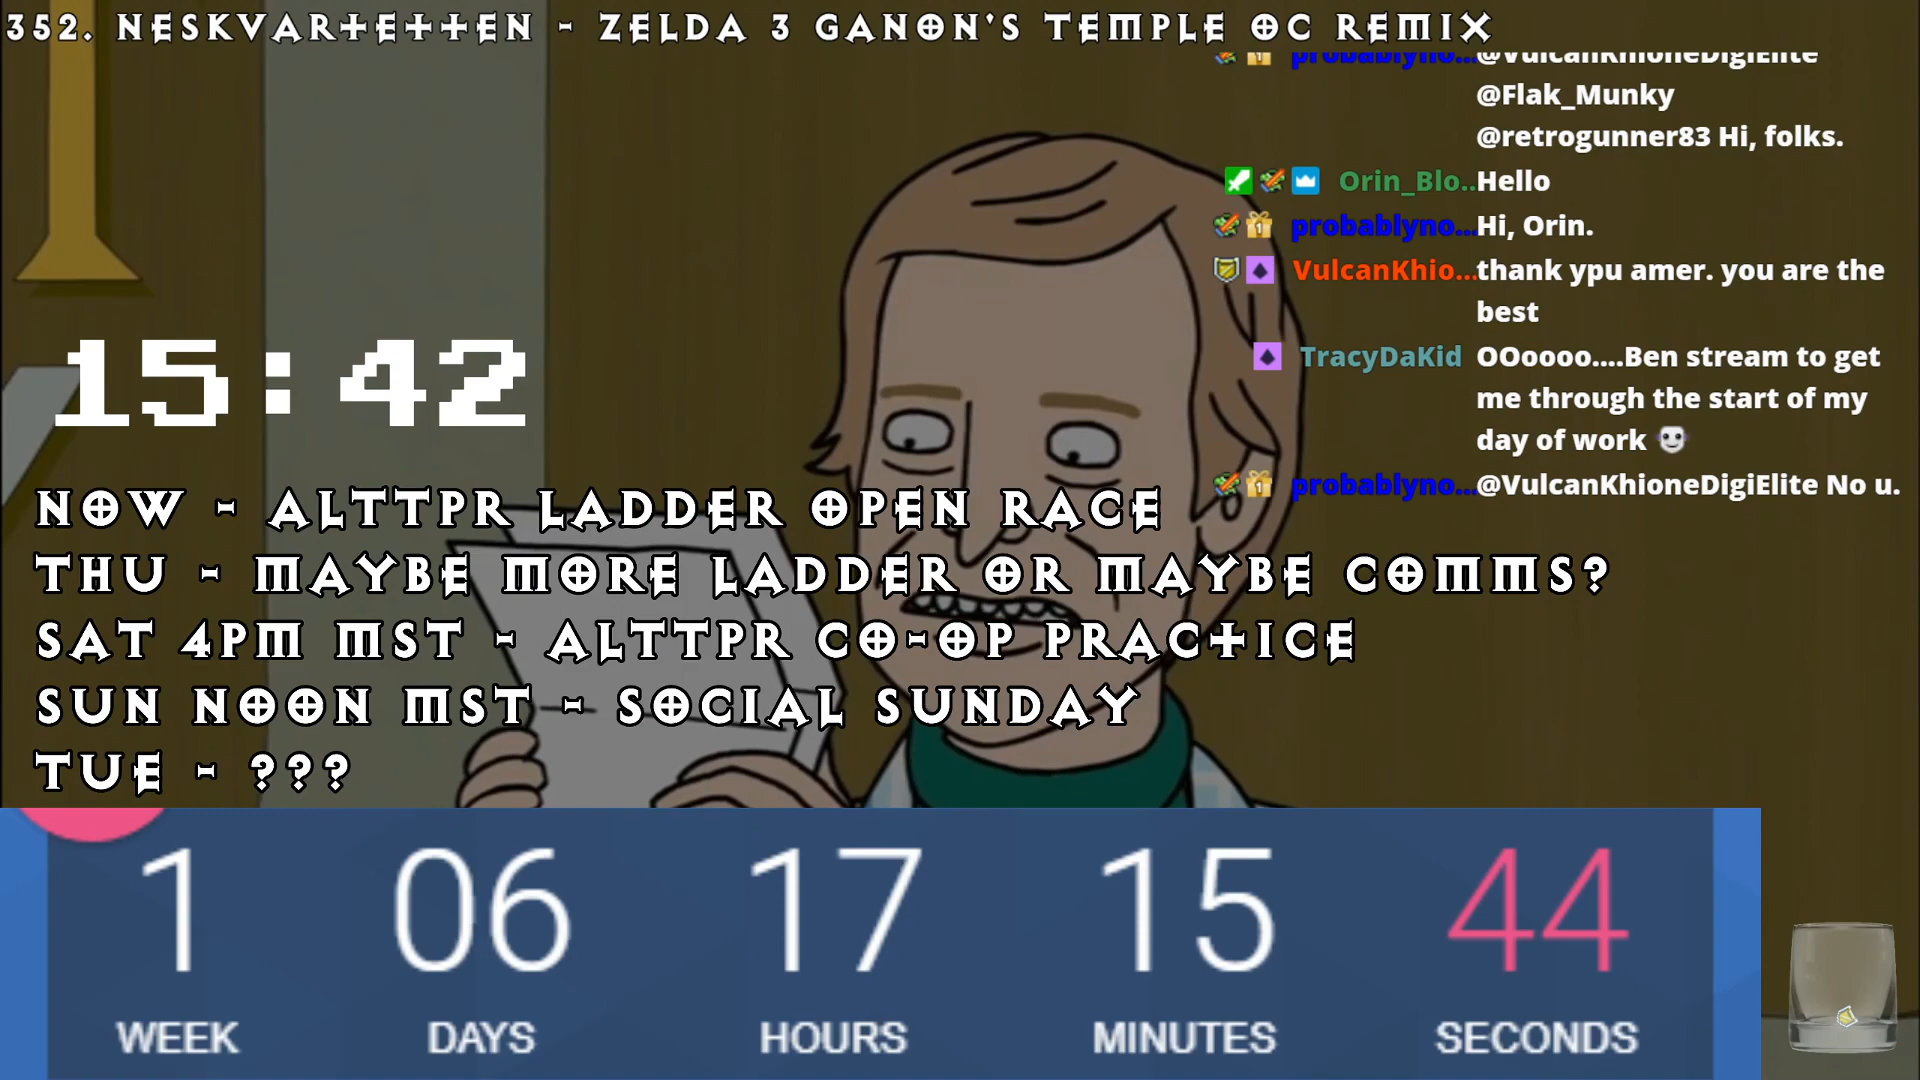 352. NESKVARTETTEN - ZELDA 3 GANON'S TEMPLE OC REMIX
probablyno...@VulcanKhioneDigiElite
@Flak_Munky
@retrogunner83 Hi, folks.
Orin_Blo..Hello
probablyno...Hi, Orin.
VulcanKhio...thank ypu amer. you are the
best
TracyDaKid OOoooo....Ben stream to get
me through the start of my
day of work
probablyno...@VulcanKhioneDigiElite No u.
15:42
NOW - ALTTPR LADDER OPEN RACE
THU - MAYBE MORE LADDER OR MAYBE COMMS?
SAT 4PM MST - ALTTPR CO-OP PRACTICE
SUN NOON MST - SOCIAL SUNDAY
TUE - ???
1 06 17 15 44
WEEK DAYS HOURS MINUTES SECONDS